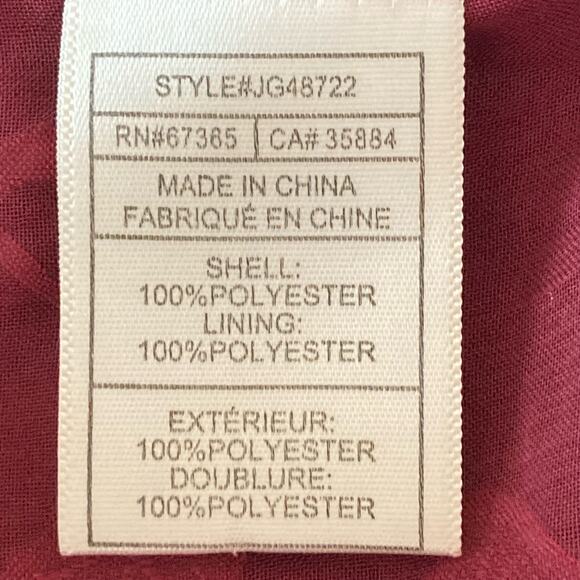 STYLE#JG48722
RN#67365 CA# 35884
MADE IN CHINA
FABRIQUÉ EN CHINE
SHELL:
100%POLYESTER
LINING:
100%POLYESTER
EXTÉRIEUR:
100%POLYESTER
DOUBLURE:
100%POLYESTER